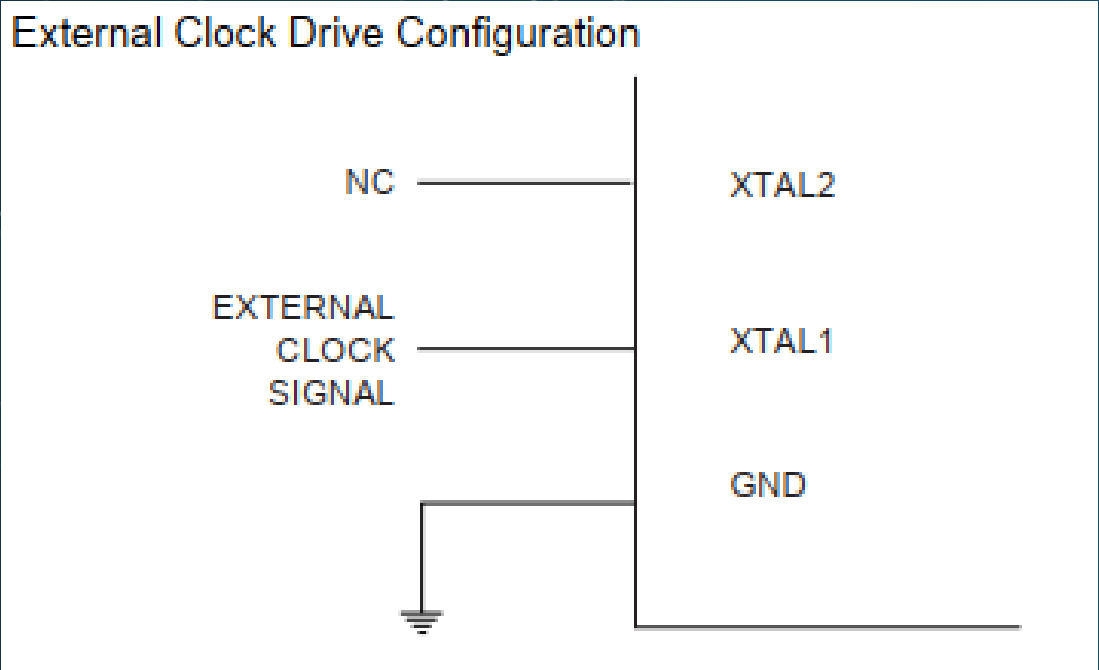 External Clock Drive Configuration
NC
XTAL2
EXTERNAL
CLOCK
SIGNAL
XTAL1
GND